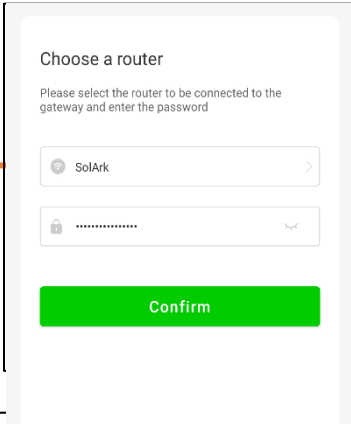 Choose a router
Please select the router to be connected to the
gateway and enter the password
SolArk
················
Confirm